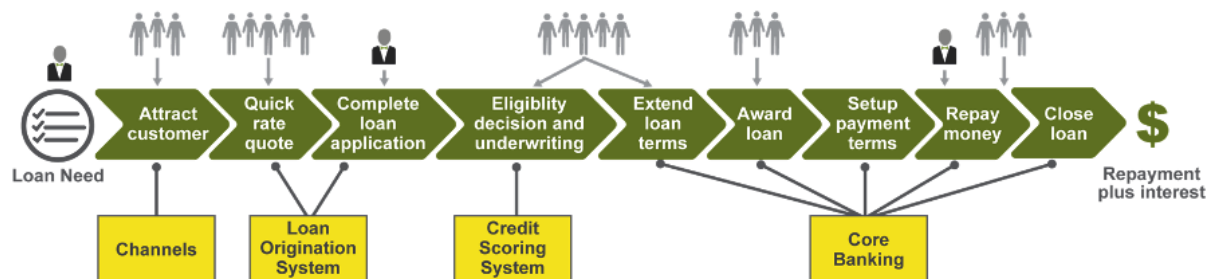 Loan Need
Attract
customer
Quick
rate
quote
Complete
loan
application
Eligiblity
decision and
underwriting
Extend
loan
terms
Award
loan
Setup
payment
terms
Repay
money
Close
loan
$
Repayment
plus interest
Channels
Loan
Origination
System
Credit
Scoring
System
Core
Banking